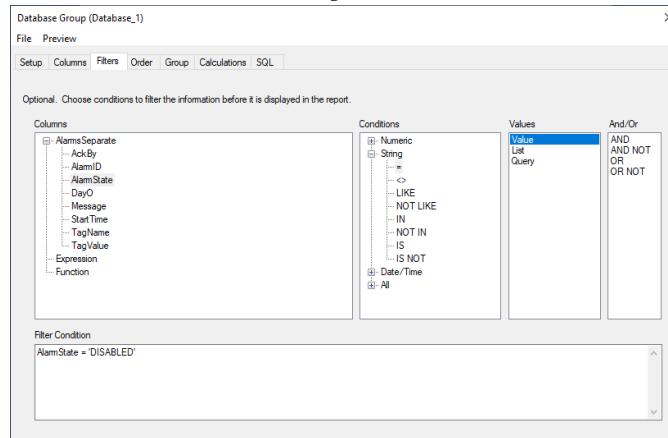 Database Group (Database_1)
File Preview
Setup Columns Filters Order Group Calculations SQL
Optional. Choose conditions to filter the information before it is displayed in the report.
Columns
AlarmsSeparate
AckBy
AlarmID
AlarmState
DayO
Message
StartTime
TagName
TagValue
Expression
Function
Conditions
Numeric
String
=
<>
LIKE
NOT LIKE
IN
NOT IN
IS
IS NOT
Date/Time
All
Values
Value
List
Query
And/Or
AND
AND NOT
OR
OR NOT
Filter Condition
AlarmState = 'DISABLED'